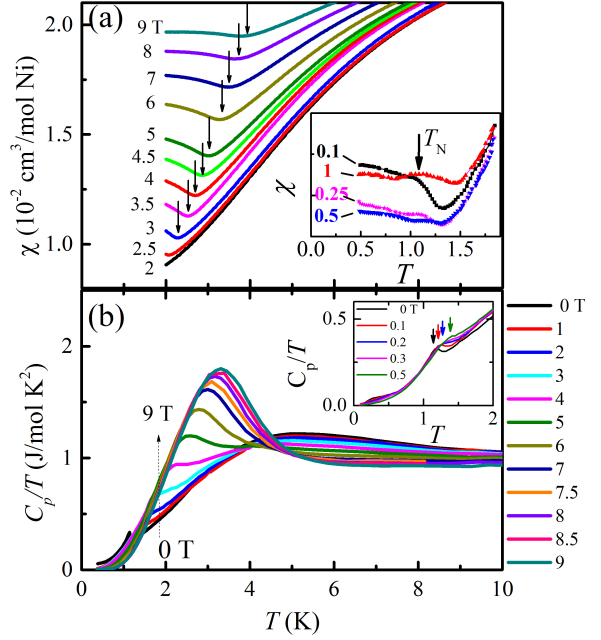 (a)
χ (10⁻² cm³/mol Ni)
2.0
1.5
1.0
9 T
8
7
6
5
4.5
4
3.5
3
2.5
2
T_N
0.1
1
0.25
0.5
χ
0.0 0.5 1.0 1.5
T
(b)
C_p/T (J/mol K²)
2
1
0
9 T
0 T
0.5
0.0
C_p/T
0 T
0.1
0.2
0.3
0.5
0 1 2
T
0 T
1
2
3
4
5
6
7
7.5
8
8.5
9
0 2 4 6 8 10
T (K)